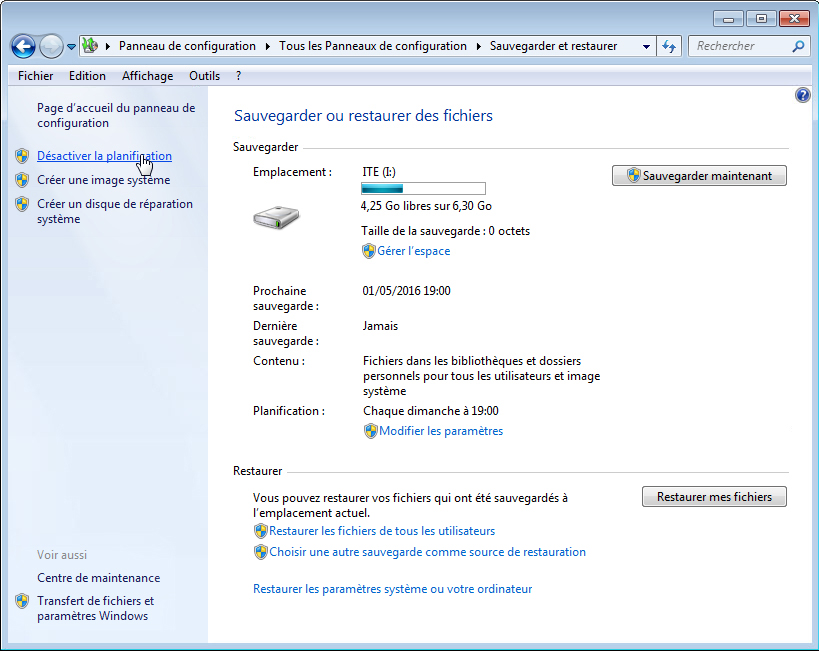 Panneau de configuration Tous les Panneaux de configuration Sauvegarder et restaurer Rechercher
Fichier Edition Affichage Outils ?
Page d'accueil du panneau de
configuration
Désactiver la planification
Créer une image système
Créer un disque de réparation
système
Voir aussi
Centre de maintenance
Transfert de fichiers et
paramètres Windows
Sauvegarder ou restaurer des fichiers
Sauvegarder
Emplacement : ITE (I:)
Sauvegarder maintenant
4,25 Go libres sur 6,30 Go
Taille de la sauvegarde : 0 octets
Gérer l'espace
Prochaine 01/05/2016 19:00
sauvegarde :
Dernière Jamais
sauvegarde :
Contenu : Fichiers dans les bibliothèques et dossiers
personnels pour tous les utilisateurs et image
système
Planification : Chaque dimanche à 19:00
Modifier les paramètres
Restaurer
Vous pouvez restaurer vos fichiers qui ont été sauvegardés à
l'emplacement actuel.
Restaurer mes fichiers
Restaurer les fichiers de tous les utilisateurs
Choisir une autre sauvegarde comme source de restauration
Restaurer les paramètres système ou votre ordinateur